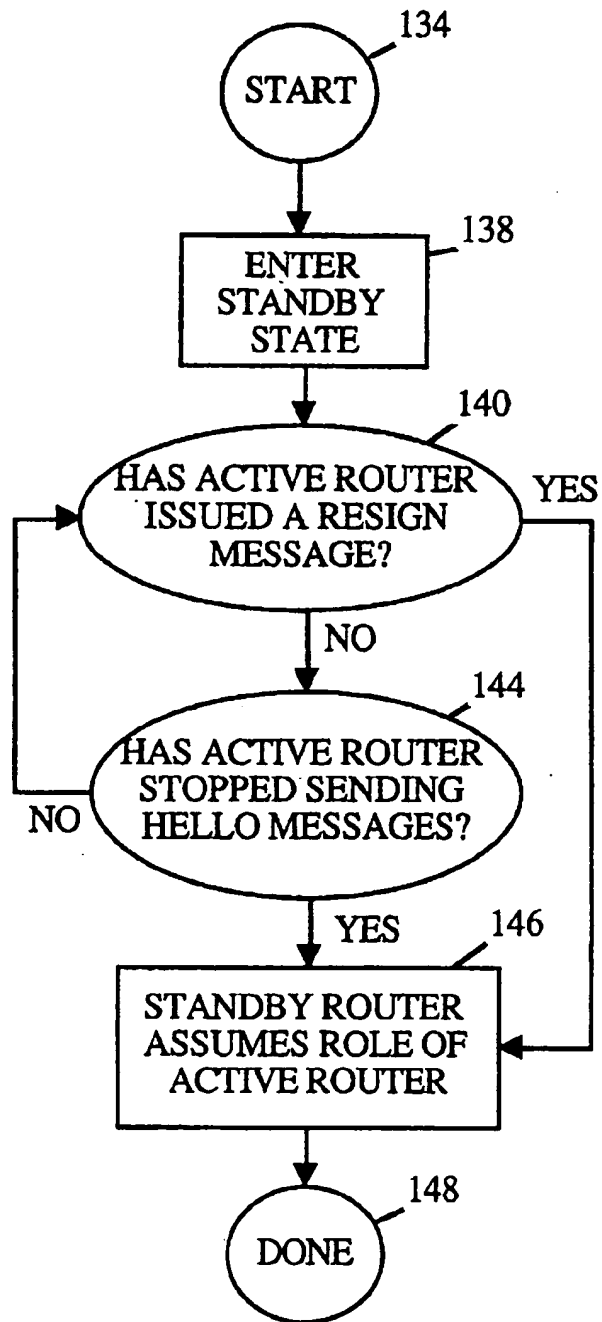 134
START
138
ENTER
STANDBY
STATE
140
HAS ACTIVE ROUTER
ISSUED A RESIGN
MESSAGE?
YES
NO
144
HAS ACTIVE ROUTER
STOPPED SENDING
HELLO MESSAGES?
NO
YES
146
STANDBY ROUTER
ASSUMES ROLE OF
ACTIVE ROUTER
148
DONE